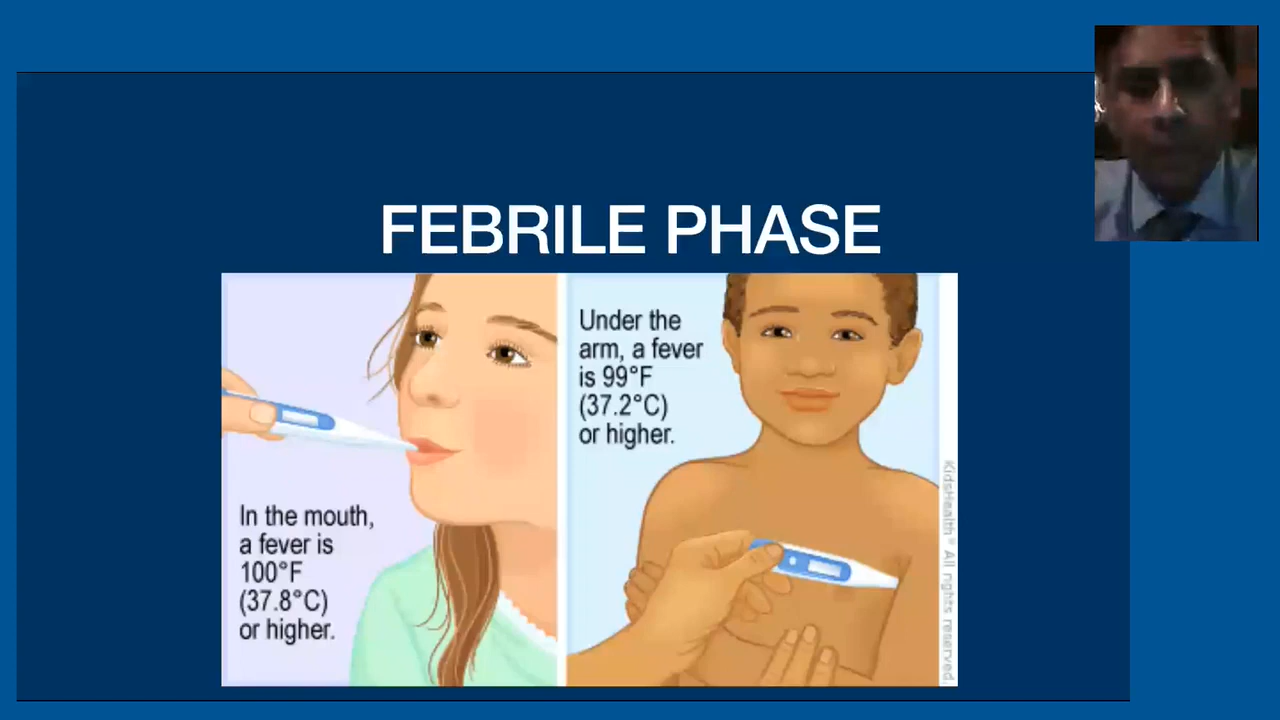 FEBRILE PHASE
In the mouth,
a fever is
100°F
(37.8°C)
or higher.
Under the
arm, a fever
is 99°F
(37.2°C)
or higher.
KidsHealth® All rights reserved.